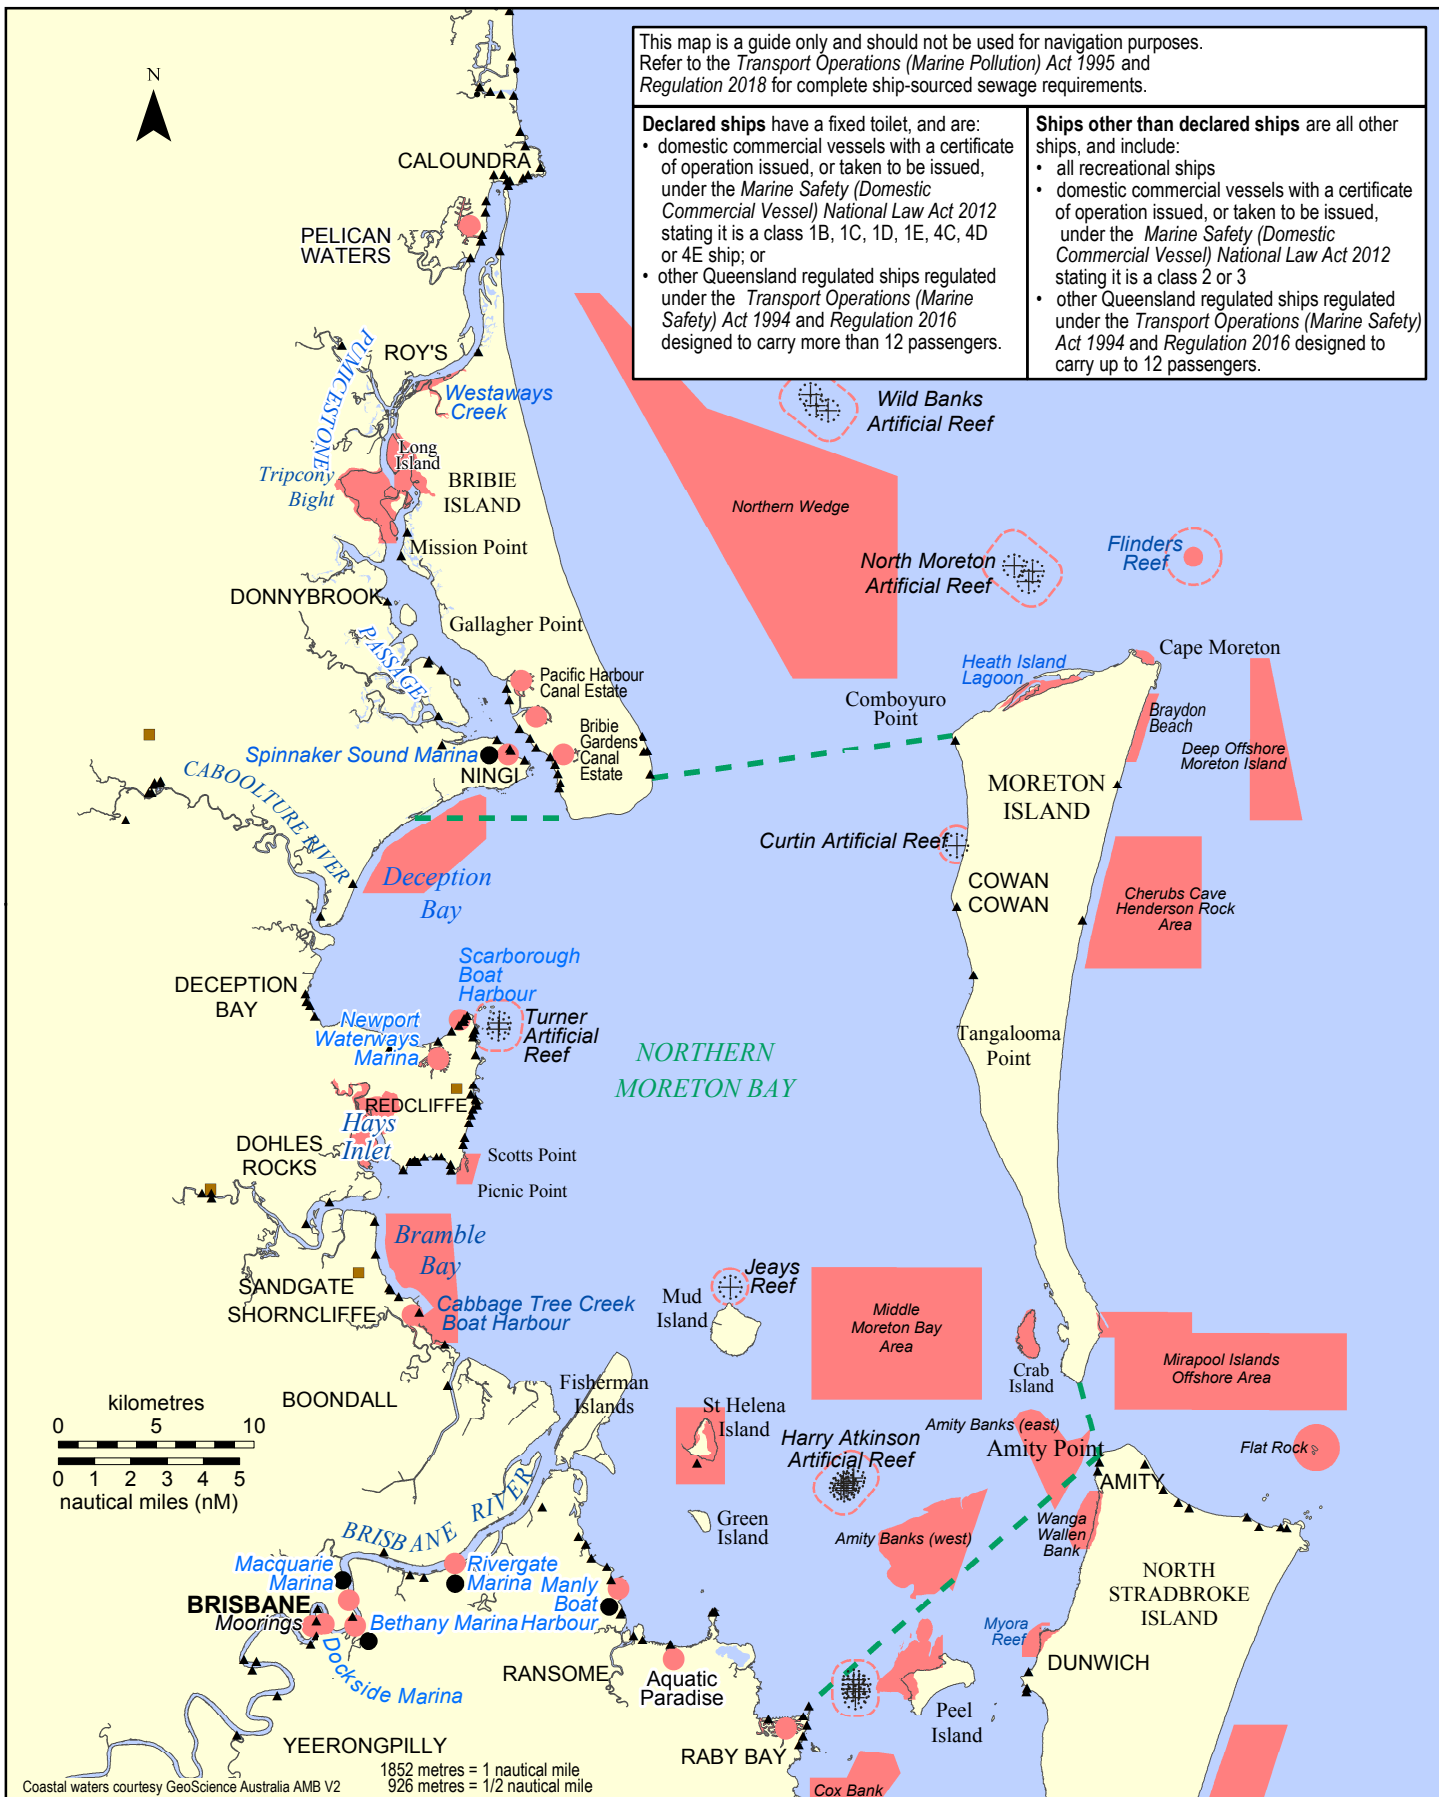 This map is a guide only and should not be used for navigation purposes.
Refer to the Transport Operations (Marine Pollution) Act 1995 and
Regulation 2018 for complete ship-sourced sewage requirements.
Declared ships have a fixed toilet, and are:
• domestic commercial vessels with a certificate
of operation issued, or taken to be issued,
under the Marine Safety (Domestic
Commercial Vessel) National Law Act 2012
stating it is a class 1B, 1C, 1D, 1E, 4C, 4D
or 4E ship; or
• other Queensland regulated ships regulated
under the Transport Operations (Marine
Safety) Act 1994 and Regulation 2016
designed to carry more than 12 passengers.
Ships other than declared ships are all other
ships, and include:
• all recreational ships
• domestic commercial vessels with a certificate
of operation issued, or taken to be issued,
under the Marine Safety (Domestic
Commercial Vessel) National Law Act 2012
stating it is a class 2 or 3
• other Queensland regulated ships regulated
under the Transport Operations (Marine Safety)
Act 1994 and Regulation 2016 designed to
carry up to 12 passengers.
N
CALOUNDRA
PELICAN
WATERS
PUMICESTONE
ROY'S
Westaways
Creek
Wild Banks
Artificial Reef
Long
Island
Tripcony
Bight
BRIBIE
ISLAND
Northern Wedge
Mission Point
North Moreton
Artificial Reef
Flinders
Reef
DONNYBROOK
Gallagher Point
PASSAGE
Cape Moreton
Heath Island
Lagoon
Pacific Harbour
Canal Estate
Comboyuro
Point
Braydon
Beach
Bribie
Gardens
Canal
Estate
Deep Offshore
Moreton Island
Spinnaker Sound Marina
NINGI
CABOOLTURE RIVER
MORETON
ISLAND
Curtin Artificial Reef
Deception
Bay
COWAN
COWAN
Cherubs Cave
Henderson Rock
Area
Scarborough
Boat
Harbour
DECEPTION
BAY
Newport
Waterways
Marina
Turner
Artificial
Reef
Tangalooma
Point
NORTHERN
MORETON BAY
REDCLIFFE
Hays
Inlet
DOHLES
ROCKS
Scotts Point
Picnic Point
Bramble
Bay
SANDGATE
SHORNCLIFFE
Cabbage Tree Creek
Boat Harbour
Jeays
Reef
Mud
Island
Middle
Moreton Bay
Area
Crab
Island
Mirapool Islands
Offshore Area
Fisherman
Islands
BOONDALL
St Helena
Island
Amity Banks (east)
Harry Atkinson
Artificial Reef
Amity Point
Flat Rock
kilometres
0 5 10
0 1 2 3 4 5
nautical miles (nM)
AMITY
Green
Island
Wanga
Wallen
Bank
Amity Banks (west)
BRISBANE RIVER
Macquarie
Marina
Rivergate
Marina
Manly
Boat
Harbour
NORTH
STRADBROKE
ISLAND
BRISBANE
Moorings
Bethany Marina
Dockside Marina
Myora
Reef
DUNWICH
RANSOME
Aquatic
Paradise
Peel
Island
YEERONGPILLY
RABY BAY
1852 metres = 1 nautical mile
926 metres = 1/2 nautical mile
Coastal waters courtesy GeoScience Australia AMB V2
Cox Bank